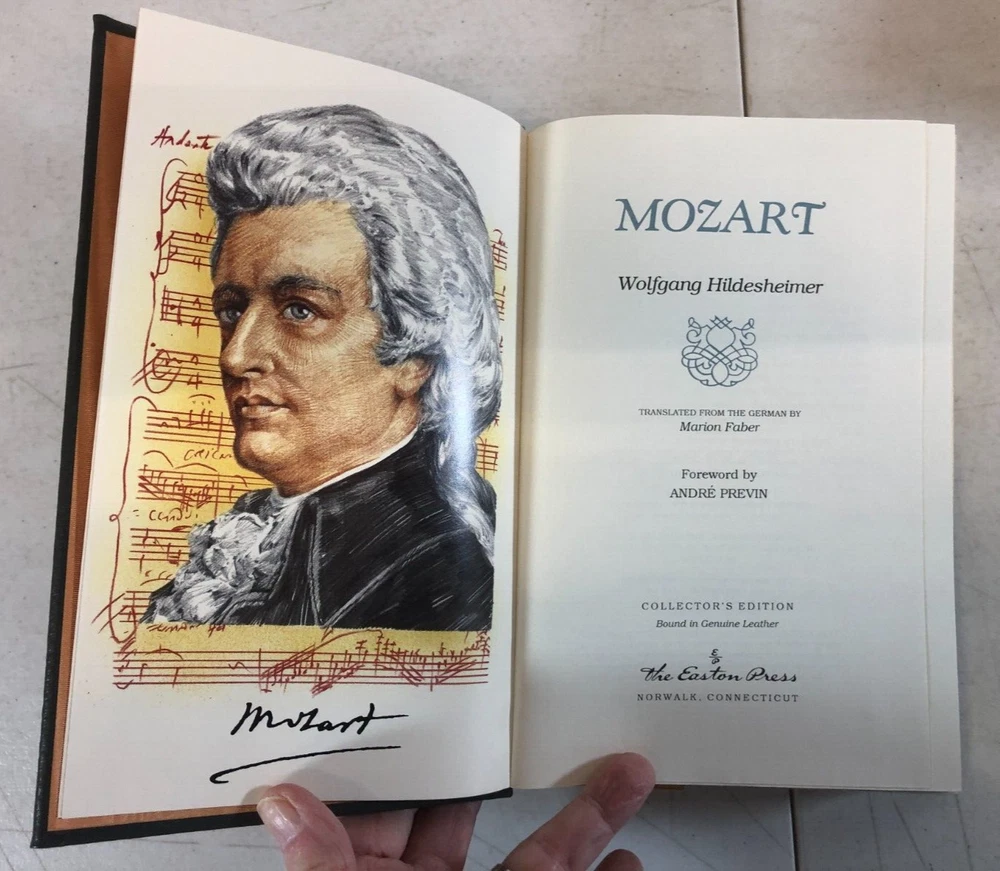 Andante
Mozart
MOZART
Wolfgang Hildesheimer
TRANSLATED FROM THE GERMAN BY
Marion Faber
Foreword by
ANDRÉ PREVIN
COLLECTOR'S EDITION
Bound in Genuine Leather
E/P
The Easton Press
NORWALK, CONNECTICUT